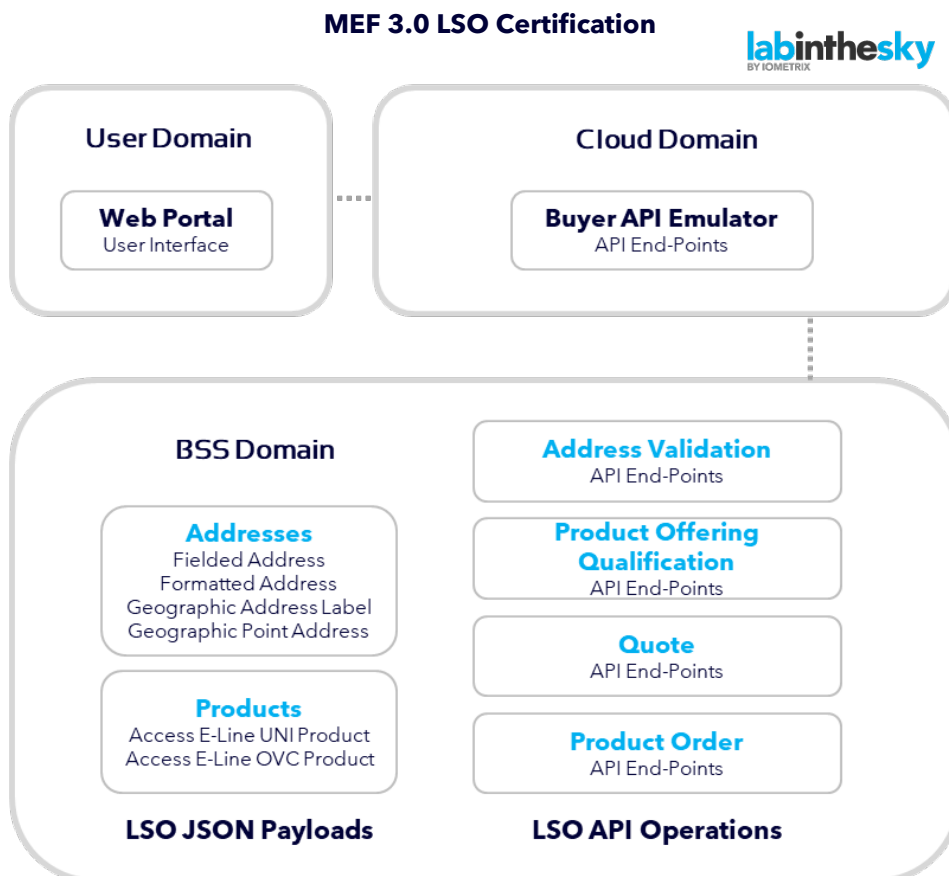 MEF 3.0 LSO Certification
labinthesky
BY IOMETRIX
User Domain
Web Portal
User Interface
Cloud Domain
Buyer API Emulator
API End-Points
BSS Domain
Addresses
Fielded Address
Formatted Address
Geographic Address Label
Geographic Point Address
Products
Access E-Line UNI Product
Access E-Line OVC Product
LSO JSON Payloads
Address Validation
API End-Points
Product Offering
Qualification
API End-Points
Quote
API End-Points
Product Order
API End-Points
LSO API Operations